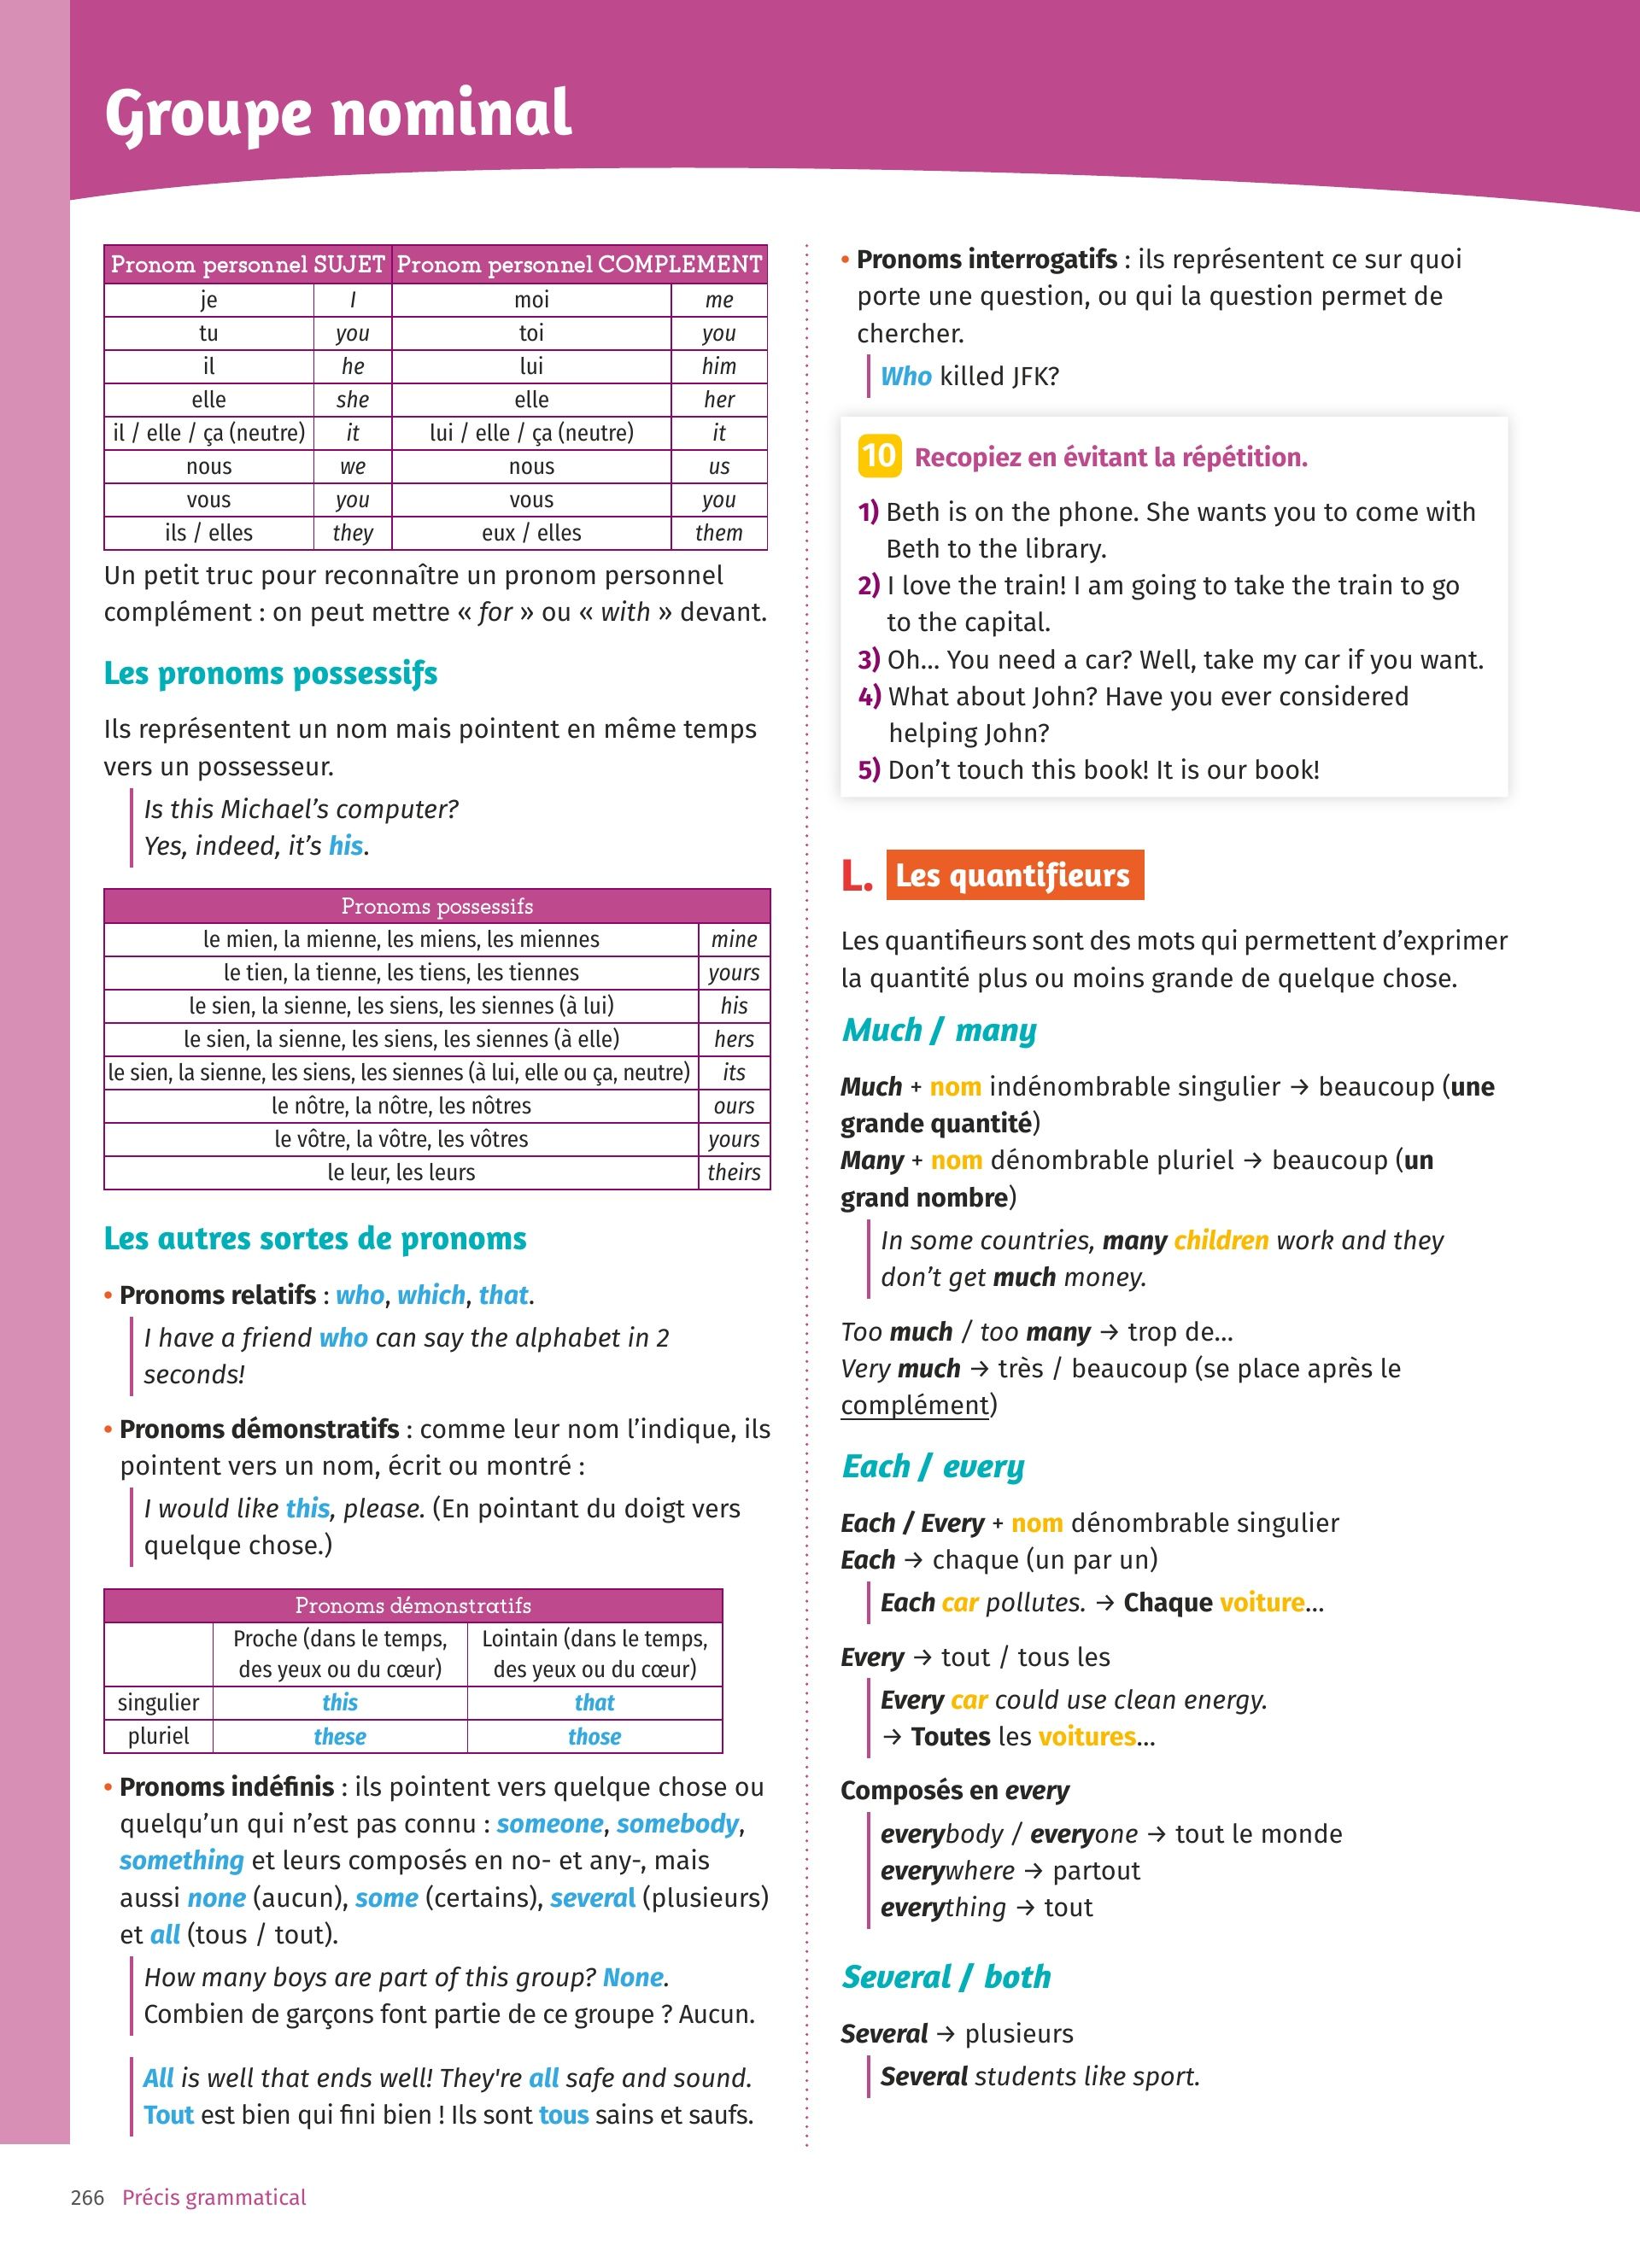 Groupe nominal
Pronom personnel SUJET Pronom personnel COMPLEMENT
je I moi me
tu you toi you
il he lui him
elle she elle her
il / elle / ça (neutre) it lui / elle / ça (neutre) it
nous we nous us
vous you vous you
ils / elles they eux / elles them
Un petit truc pour reconnaître un pronom personnel
complément : on peut mettre « for » ou « with » devant.
Les pronoms possessifs
Ils représentent un nom mais pointent en même temps
vers un possesseur.
Is this Michael’s computer?
Yes, indeed, it’s his.
Pronoms possessifs
le mien, la mienne, les miens, les miennes mine
le tien, la tienne, les tiens, les tiennes yours
le sien, la sienne, les siens, les siennes (à lui) his
le sien, la sienne, les siens, les siennes (à elle) hers
le sien, la sienne, les siens, les siennes (à lui, elle ou ça, neutre) its
le nôtre, la nôtre, les nôtres ours
le vôtre, la vôtre, les vôtres yours
le leur, les leurs theirs
Les autres sortes de pronoms
• Pronoms relatifs : who, which, that.
I have a friend who can say the alphabet in 2
seconds!
• Pronoms démonstratifs : comme leur nom l’indique, ils
pointent vers un nom, écrit ou montré :
I would like this, please. (En pointant du doigt vers
quelque chose.)
Pronoms démonstratifs
Proche (dans le temps, Lointain (dans le temps,
des yeux ou du cœur) des yeux ou du cœur)
singulier this that
pluriel these those
• Pronoms indéfinis : ils pointent vers quelque chose ou
quelqu’un qui n’est pas connu : someone, somebody,
something et leurs composés en no- et any-, mais
aussi none (aucun), some (certains), several (plusieurs)
et all (tous / tout).
How many boys are part of this group? None.
Combien de garçons font partie de ce groupe ? Aucun.
All is well that ends well! They're all safe and sound.
Tout est bien qui fini bien ! Ils sont tous sains et saufs.
• Pronoms interrogatifs : ils représentent ce sur quoi
porte une question, ou qui la question permet de
chercher.
Who killed JFK?
10 Recopiez en évitant la répétition.
1) Beth is on the phone. She wants you to come with
Beth to the library.
2) I love the train! I am going to take the train to go
to the capital.
3) Oh... You need a car? Well, take my car if you want.
4) What about John? Have you ever considered
helping John?
5) Don’t touch this book! It is our book!
L. Les quantifieurs
Les quantifieurs sont des mots qui permettent d’exprimer
la quantité plus ou moins grande de quelque chose.
Much / many
Much + nom indénombrable singulier → beaucoup (une
grande quantité)
Many + nom dénombrable pluriel → beaucoup (un
grand nombre)
In some countries, many children work and they
don’t get much money.
Too much / too many → trop de...
Very much → très / beaucoup (se place après le
complément)
Each / every
Each / Every + nom dénombrable singulier
Each → chaque (un par un)
Each car pollutes. → Chaque voiture...
Every → tout / tous les
Every car could use clean energy.
→ Toutes les voitures...
Composés en every
everybody / everyone → tout le monde
everywhere → partout
everything → tout
Several / both
Several → plusieurs
Several students like sport.
266 Précis grammatical